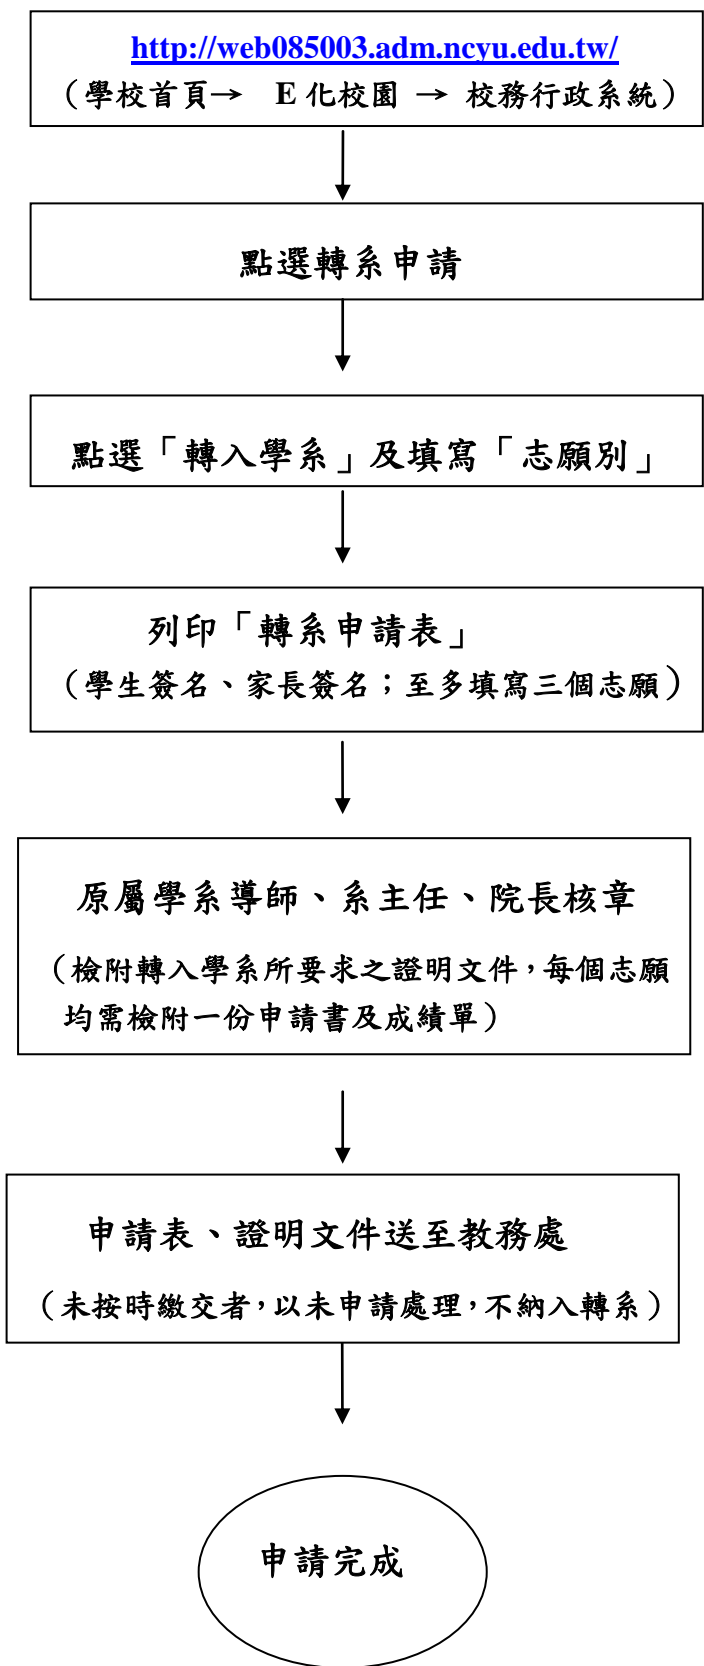 http://web085003.adm.ncyu.edu.tw/
（學校首頁→ E 化校園 → 校務行政系統）
點選轉系申請
點選「轉入學系」及填寫「志願別」
列印「轉系申請表」
（學生簽名、家長簽名；至多填寫三個志願）
原屬學系導師、系主任、院長核章
（檢附轉入學系所要求之證明文件，每個志願
均需檢附一份申請書及成績單）
申請表、證明文件送至教務處
（未按時繳交者，以未申請處理，不納入轉系）
申請完成